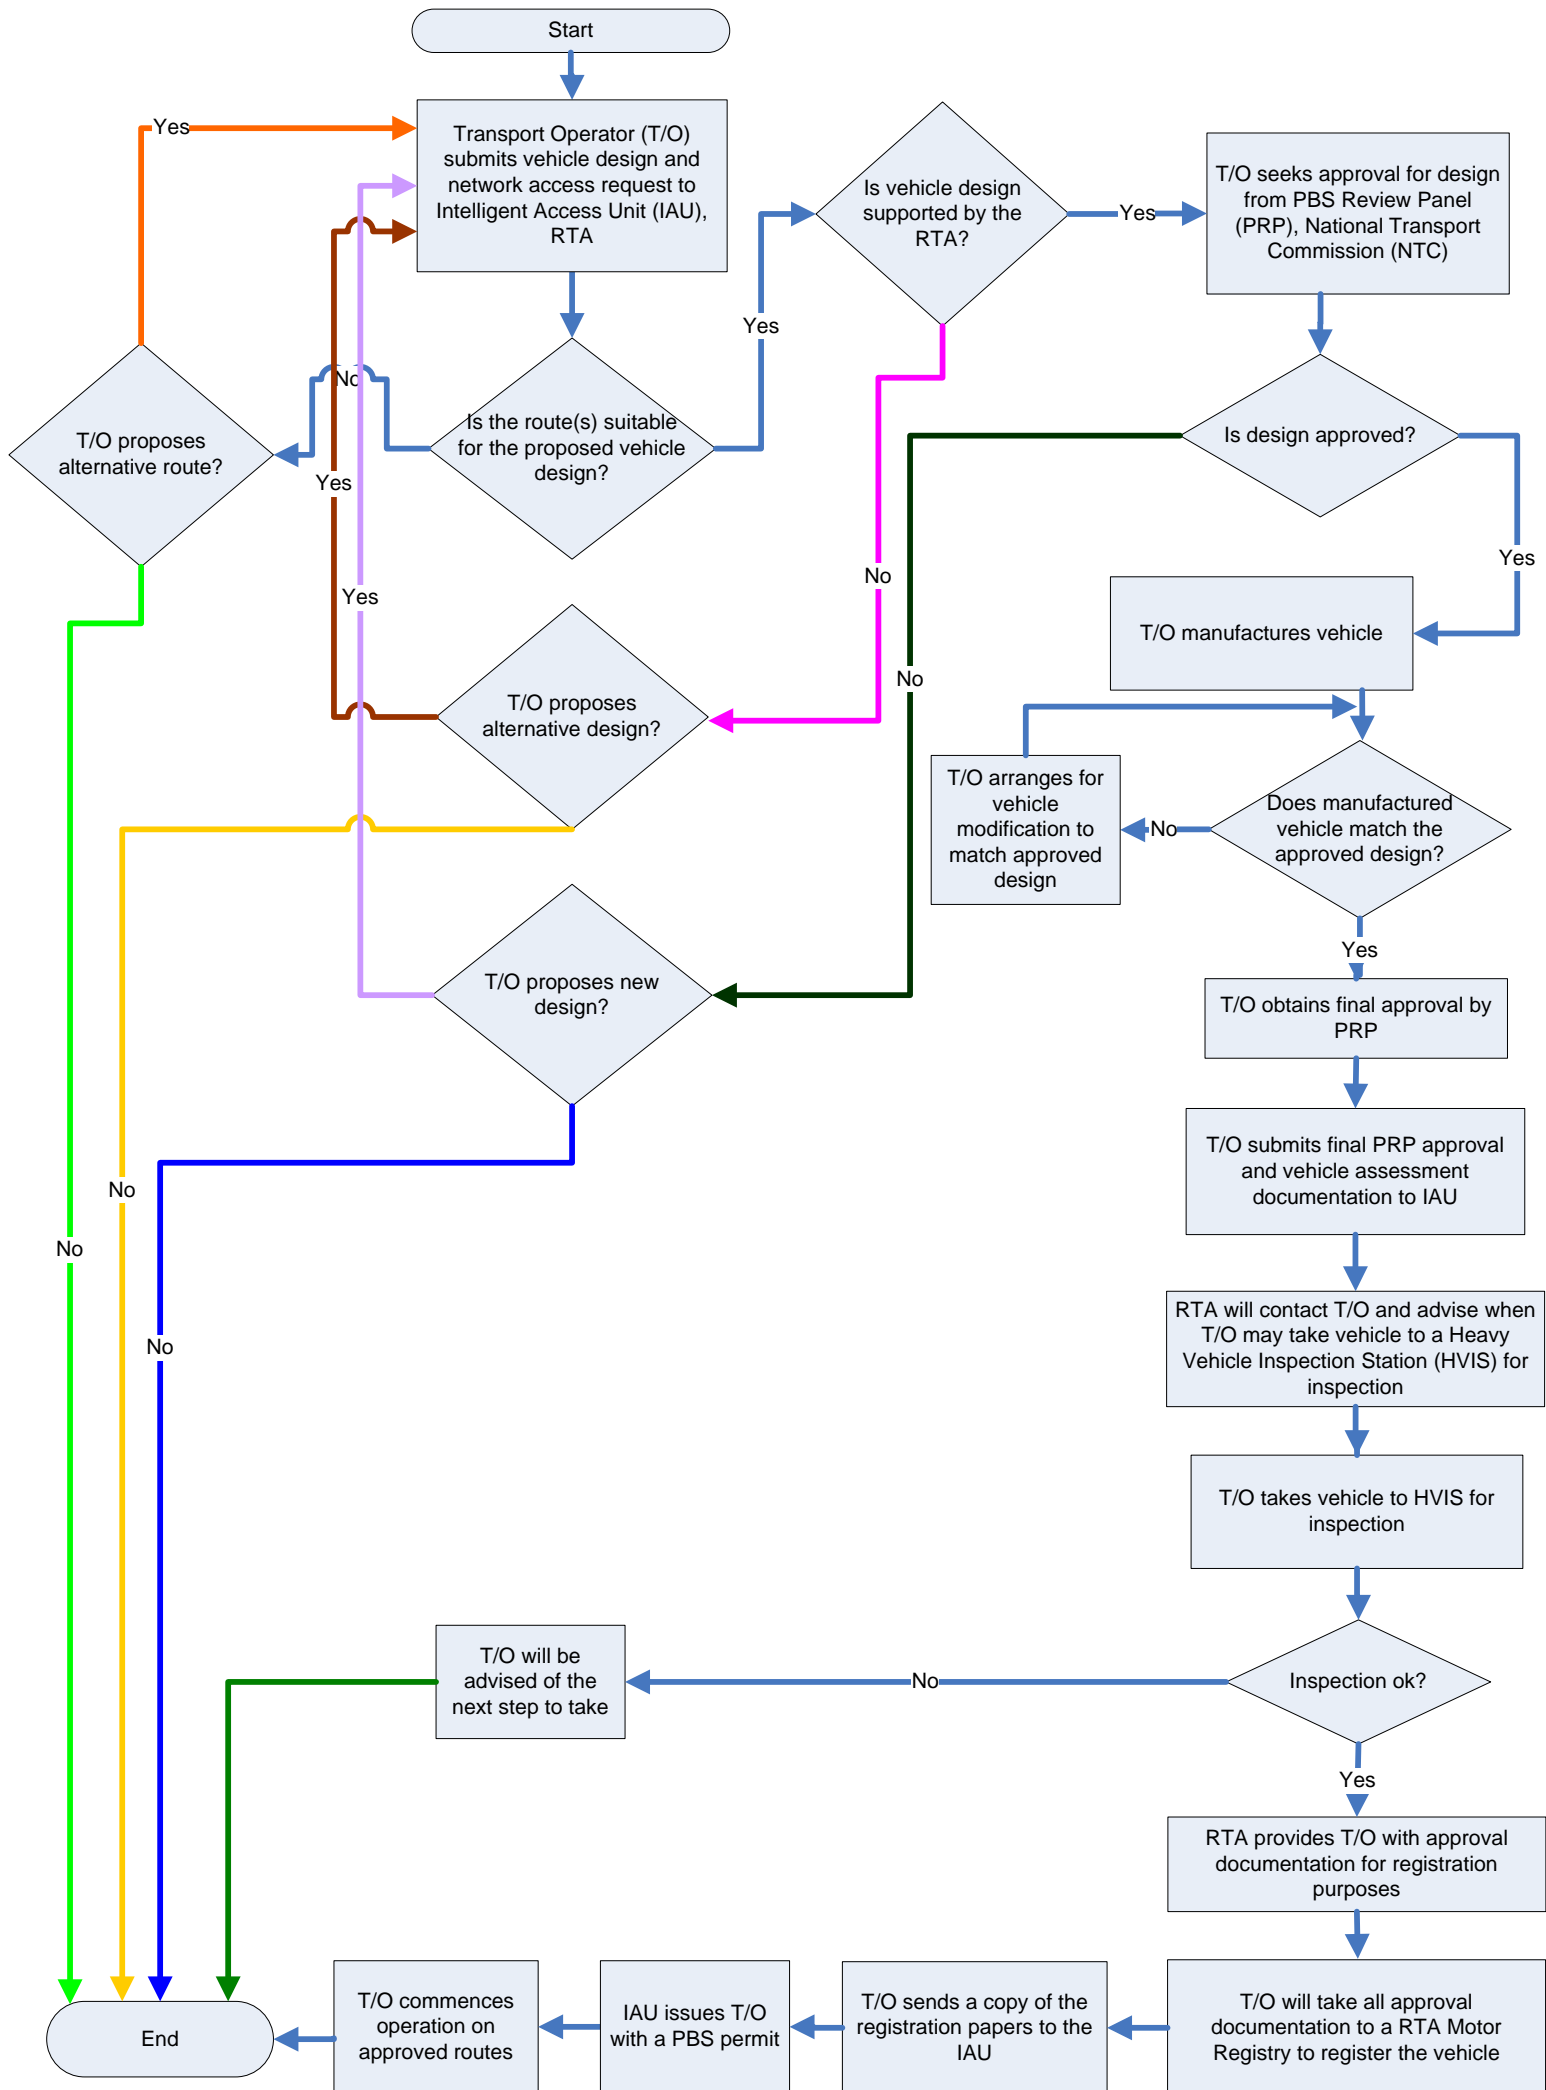 Start
Transport Operator (T/O)
submits vehicle design and
network access request to
Intelligent Access Unit (IAU),
RTA
Yes
Is vehicle design
supported by the
RTA?
Yes
T/O seeks approval for design
from PBS Review Panel
(PRP), National Transport
Commission (NTC)
Yes
No
T/O proposes
alternative route?
Is the route(s) suitable
for the proposed vehicle
design?
Is design approved?
Yes
Yes
No
Yes
T/O manufactures vehicle
No
T/O proposes
alternative design?
T/O arranges for
vehicle
modification to
match approved
design
No
Does manufactured
vehicle match the
approved design?
Yes
T/O proposes new
design?
T/O obtains final approval by
PRP
T/O submits final PRP approval
and vehicle assessment
documentation to IAU
No
No
No
RTA will contact T/O and advise when
T/O may take vehicle to a Heavy
Vehicle Inspection Station (HVIS) for
inspection
T/O takes vehicle to HVIS for
inspection
T/O will be
advised of the
next step to take
No
Inspection ok?
Yes
RTA provides T/O with approval
documentation for registration
purposes
End
T/O commences
operation on
approved routes
IAU issues T/O
with a PBS permit
T/O sends a copy of the
registration papers to the
IAU
T/O will take all approval
documentation to a RTA Motor
Registry to register the vehicle